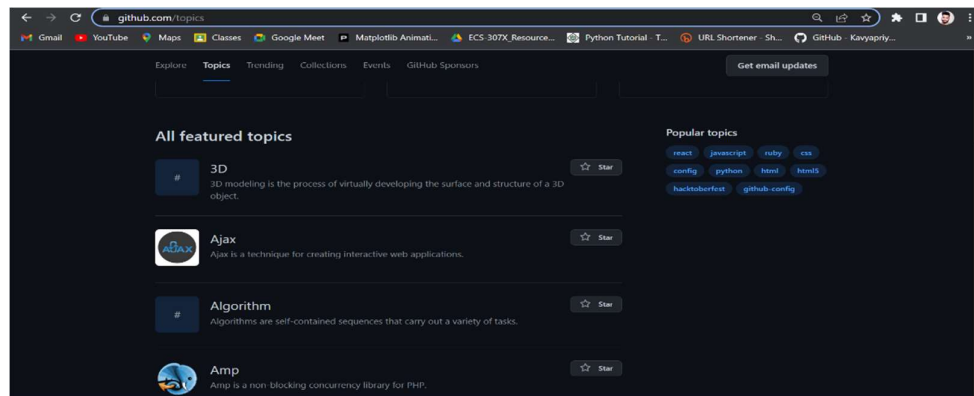 github.com/topics
Gmail YouTube Maps Classes Google Meet Matplotlib Animati... ECS-307X_Resource... Python Tutorial - T... URL Shortener - Sh... GitHub - Kavyapriy... »
Explore Topics Trending Collections Events GitHub Sponsors Get email updates
All featured topics
# 3D
3D modeling is the process of virtually developing the surface and structure of a 3D
object.
Star
AJAX
Ajax
Ajax is a technique for creating interactive web applications.
Star
# Algorithm
Algorithms are self-contained sequences that carry out a variety of tasks.
Star
Amp
Amp is a non-blocking concurrency library for PHP.
Star
Popular topics
react javascript ruby css
config python html html5
hacktoberfest github-config